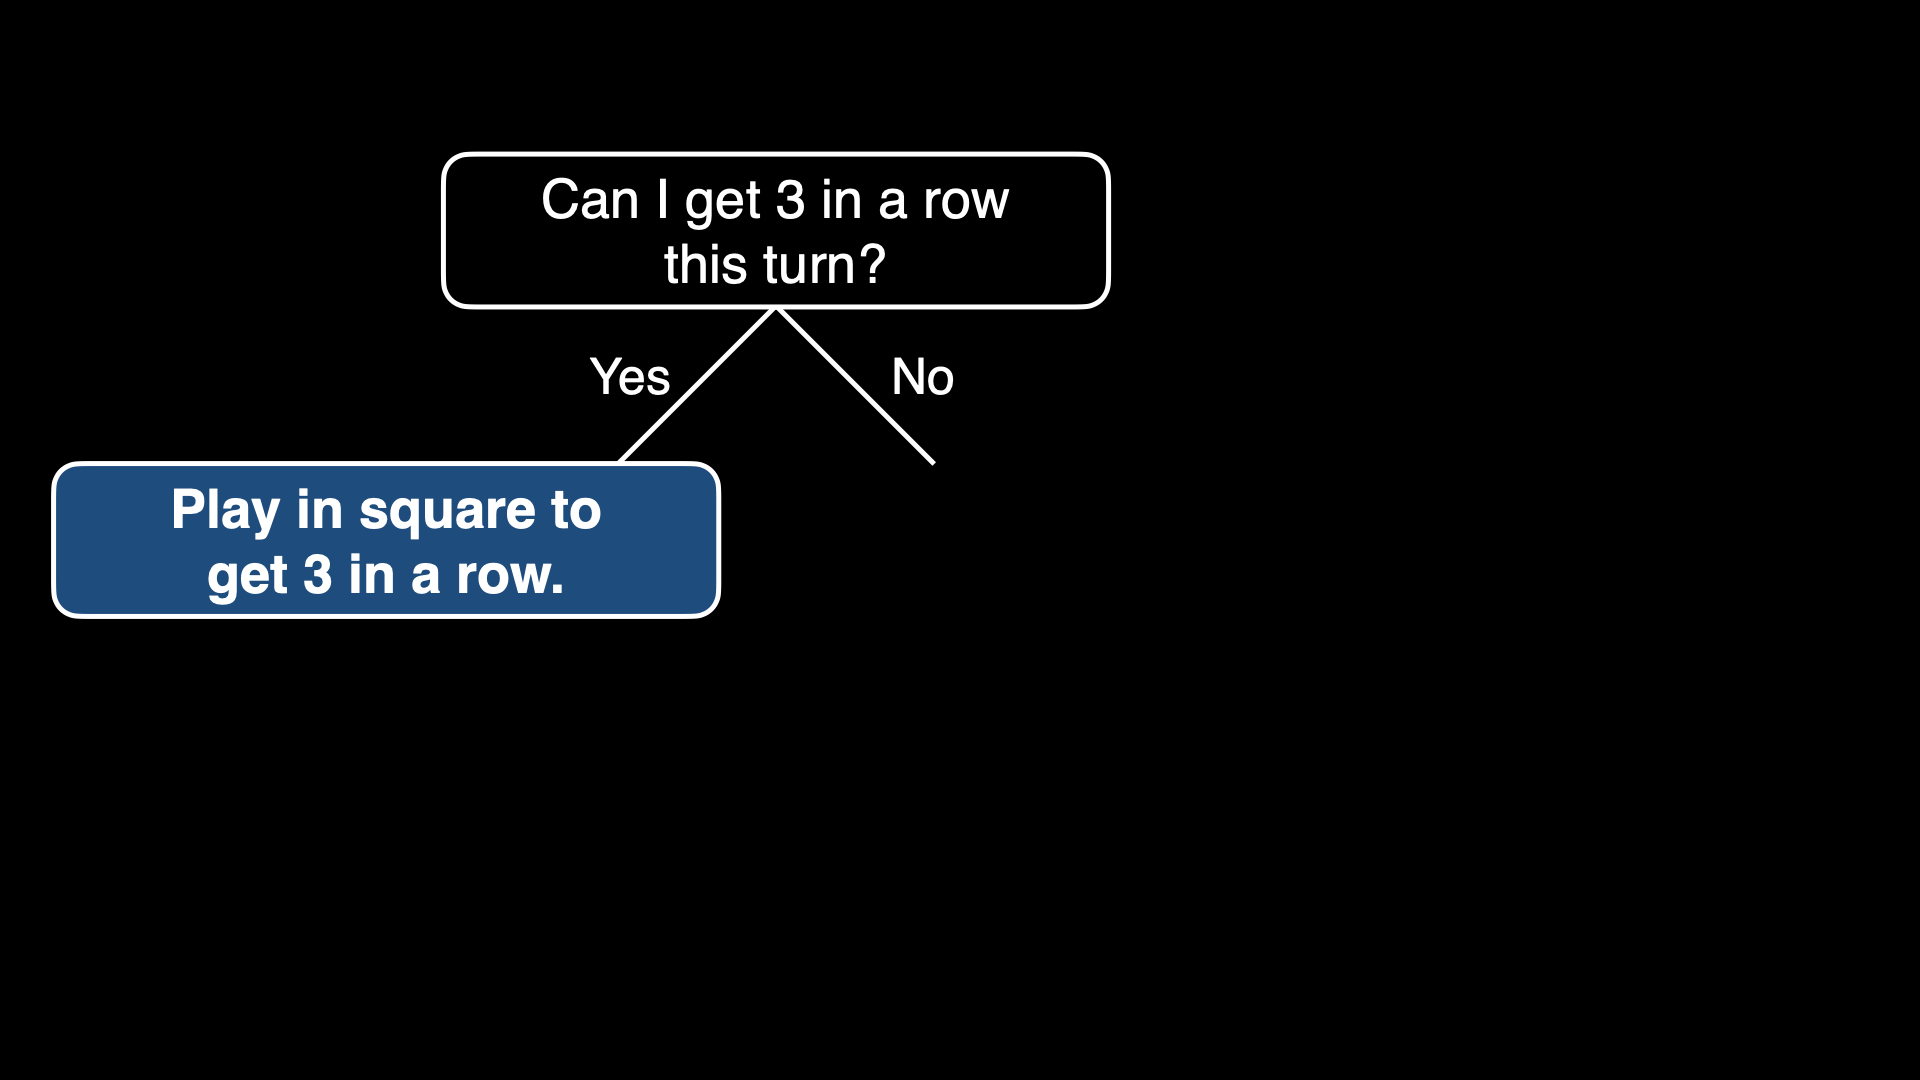 Can I get 3 in a row
this turn?
Yes
No
Play in square to
get 3 in a row.